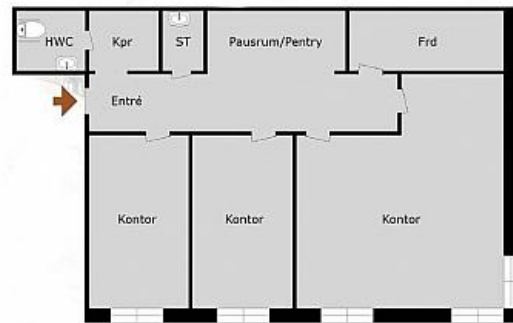 HWC
Kpr
ST
Pausrum/Pentry
Frd
Entré
Kontor
Kontor
Kontor